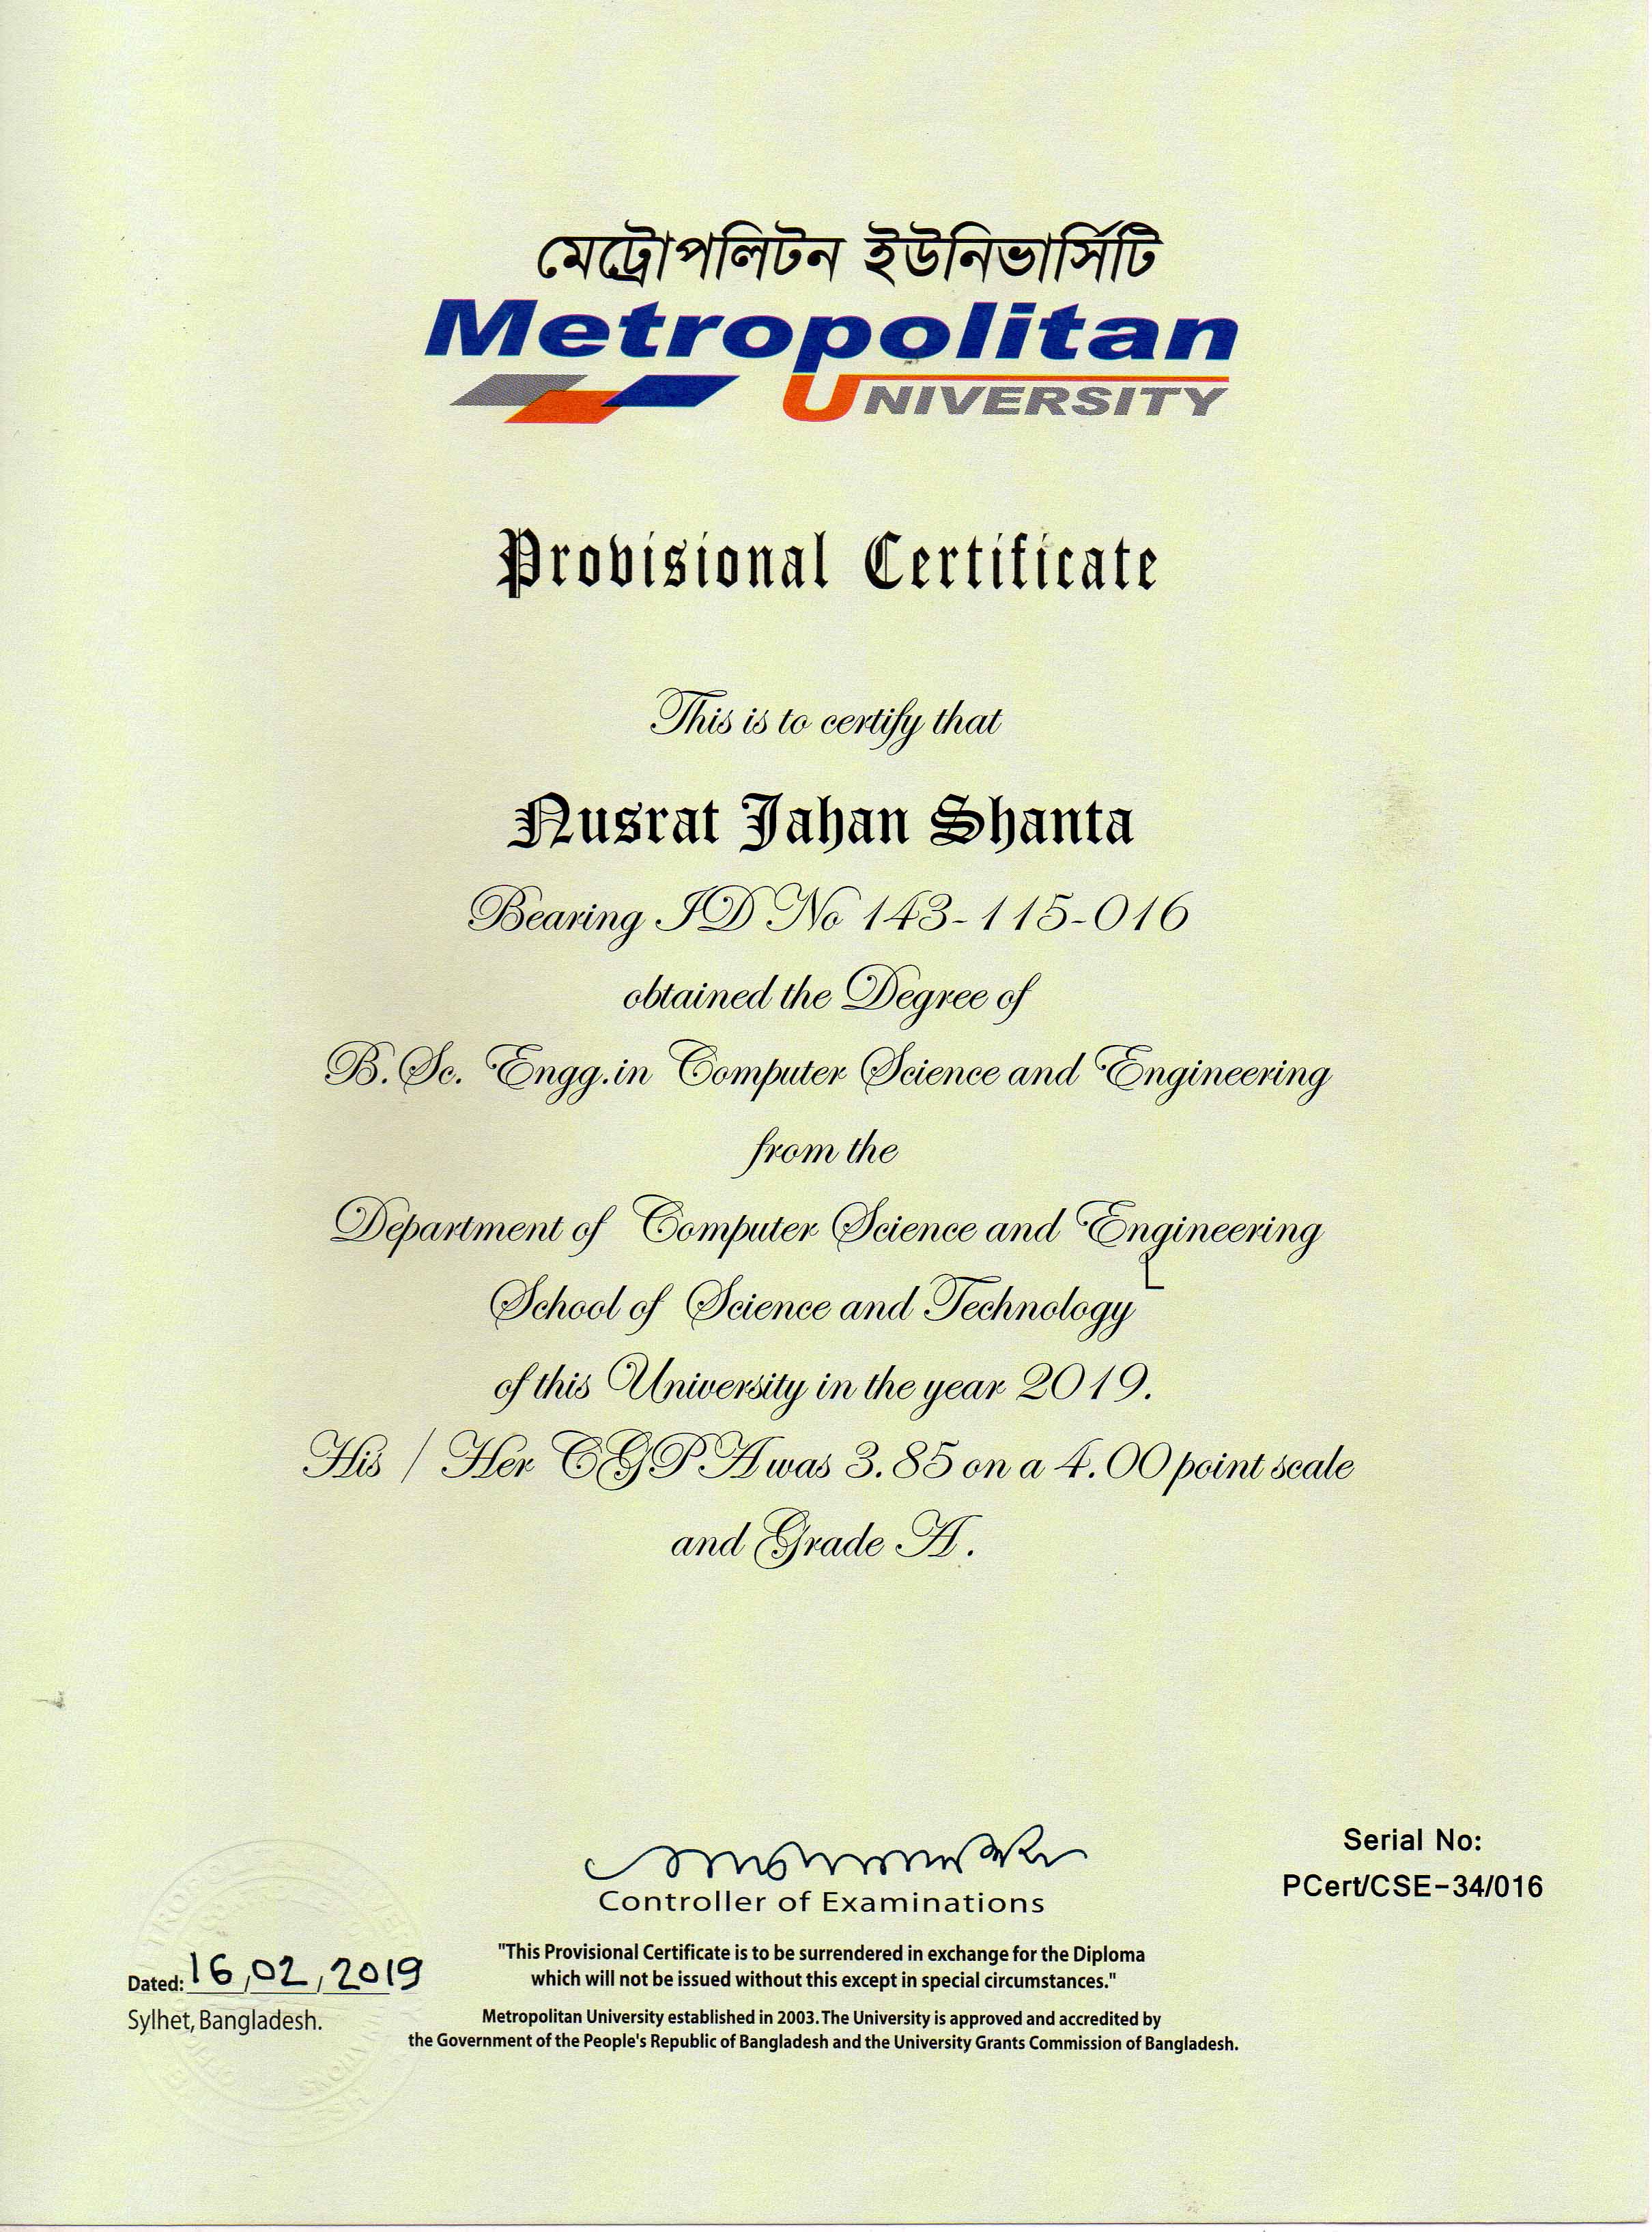 মেট্রোপলিটন ইউনিভার্সিটি
Metropolitan
UNIVERSITY
Provisional Certificate
This is to certify that
Nusrat Jahan Shanta
Bearing ID No 143-115-016
obtained the Degree of
B.Sc. Engg.in Computer Science and Engineering
from the
Department of Computer Science and Engineering
School of Science and Technology
of this University in the year 2019.
His / Her CGPA was 3.85 on a 4.00 point scale
and Grade A.
Serial No:
PCert/CSE-34/016
Controller of Examinations
Dated: 16,02,2019
Sylhet, Bangladesh.
"This Provisional Certificate is to be surrendered in exchange for the Diploma
which will not be issued without this except in special circumstances."
Metropolitan University established in 2003. The University is approved and accredited by
the Government of the People's Republic of Bangladesh and the University Grants Commission of Bangladesh.